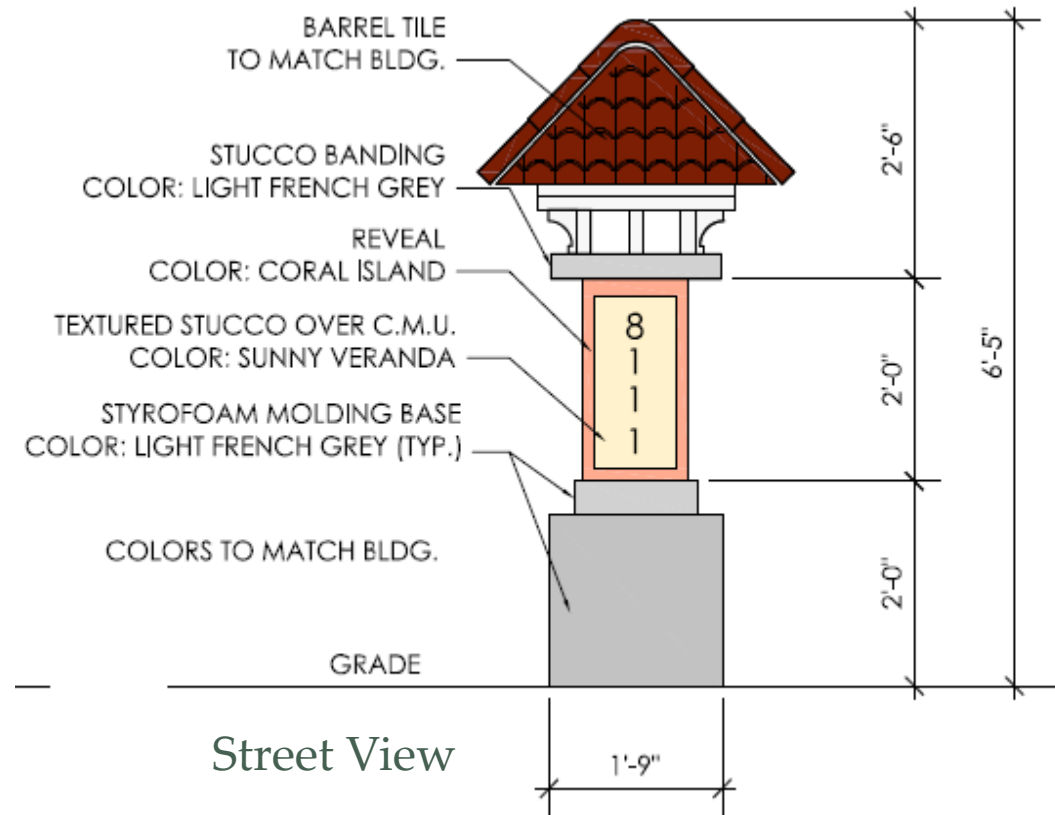 BARREL TILE
TO MATCH BLDG.
STUCCO BANDING
COLOR: LIGHT FRENCH GREY
REVEAL
COLOR: CORAL ISLAND
TEXTURED STUCCO OVER C.M.U.
COLOR: SUNNY VERANDA
STYROFOAM MOLDING BASE
COLOR: LIGHT FRENCH GREY (TYP.)
COLORS TO MATCH BLDG.
GRADE
Street View
8
1
1
1
2'-6"
2'-0"
2'-0"
6'-5"
1'-9"